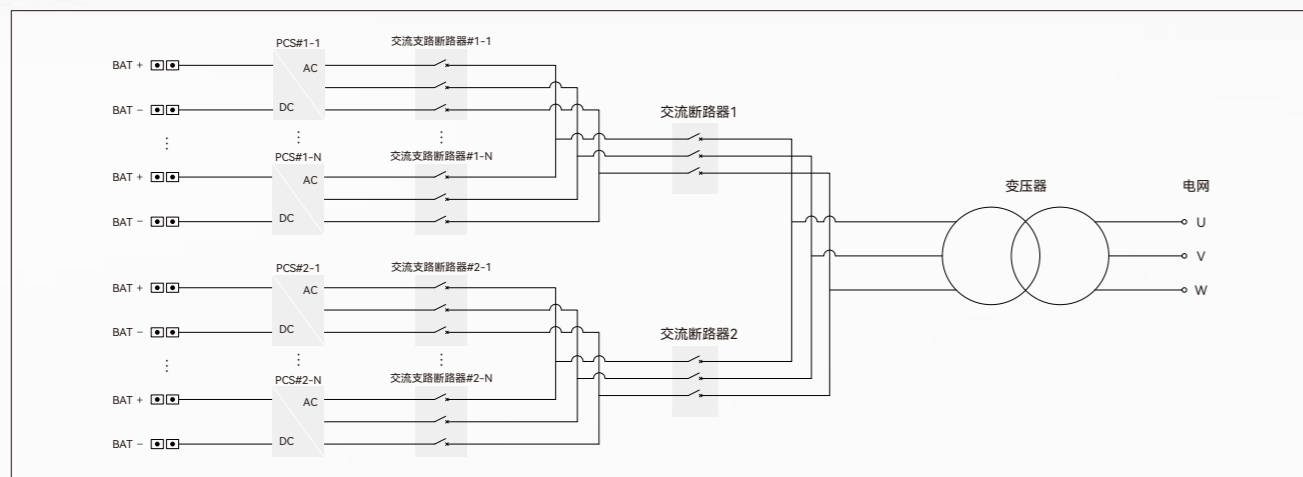 PCS#1-1
交流支路断路器#1-1
BAT +
AC
BAT -
DC
交流断路器1
⋮
⋮
⋮
PCS#1-N
交流支路断路器#1-N
BAT +
AC
变压器
电网
BAT -
DC
U
V
PCS#2-1
交流支路断路器#2-1
BAT +
AC
W
BAT -
DC
交流断路器2
⋮
⋮
⋮
PCS#2-N
交流支路断路器#2-N
BAT +
AC
BAT -
DC